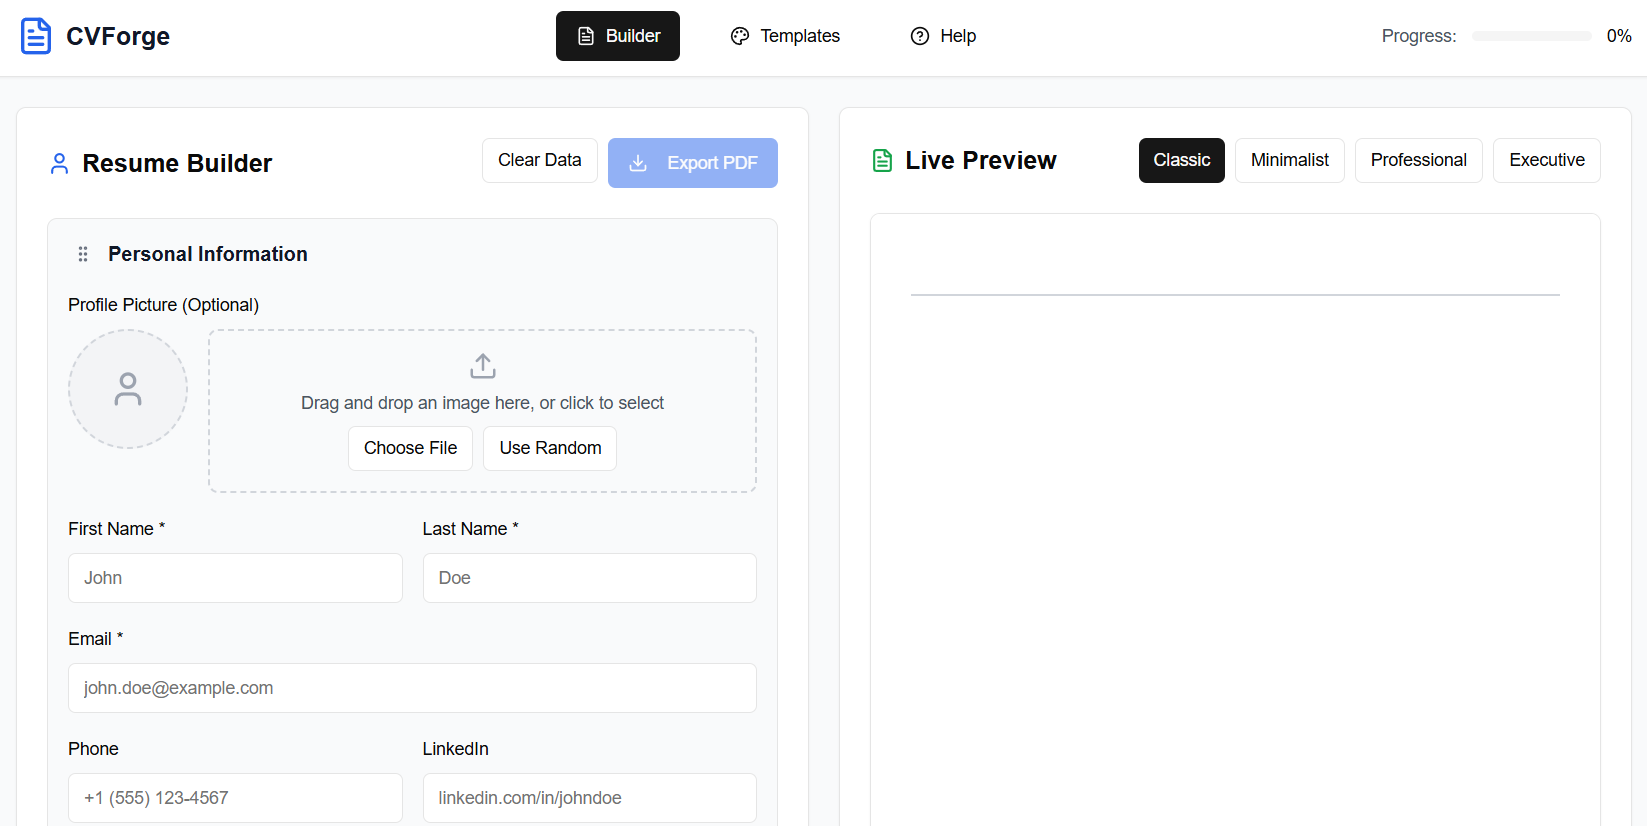 CVForge
Builder
Templates
Help
Progress:
0%
Resume Builder
Clear Data
Export PDF
Personal Information
Profile Picture (Optional)
Drag and drop an image here, or click to select
Choose File
Use Random
First Name *
Last Name *
John
Doe
Email *
john.doe@example.com
Phone
LinkedIn
+1 (555) 123-4567
linkedin.com/in/johndoe
Live Preview
Classic
Minimalist
Professional
Executive